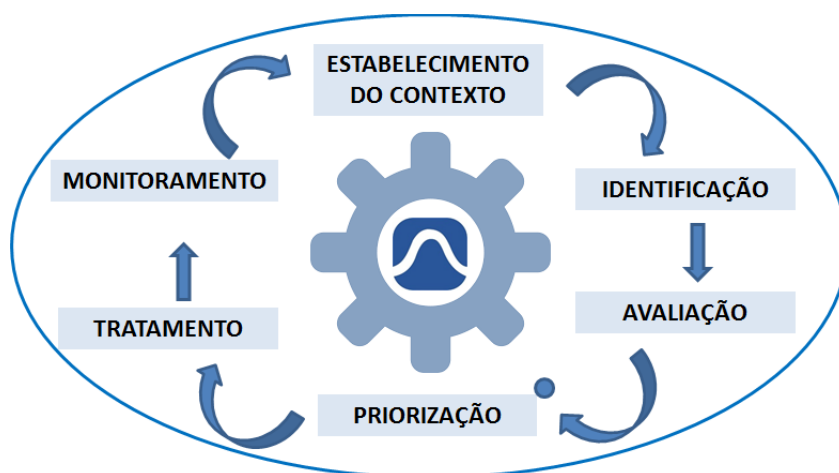 ESTABELECIMENTO
DO CONTEXTO
IDENTIFICAÇÃO
AVALIAÇÃO
PRIORIZAÇÃO
TRATAMENTO
MONITORAMENTO